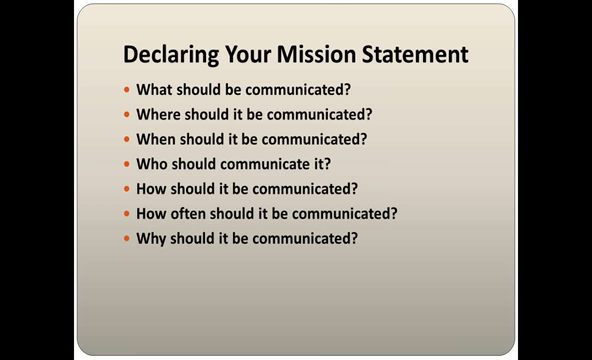 Declaring Your Mission Statement
• What should be communicated?
• Where should it be communicated?
• When should it be communicated?
• Who should communicate it?
• How should it be communicated?
• How often should it be communicated?
• Why should it be communicated?